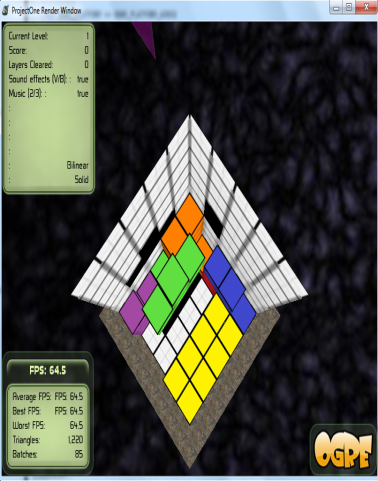 ProjectOne Render Window
Current Level: 1
Score: 0
Layers Cleared: 0
Sound effects (V/B): : true
Music (2/3): : true
:
:
:
:
: Bilinear
: Solid
FPS: 64.5
Average FPS: FPS: 64.5
Best FPS: FPS: 64.5
Worst FPS: 64.5
Triangles: 1,220
Batches: 85
OGRE